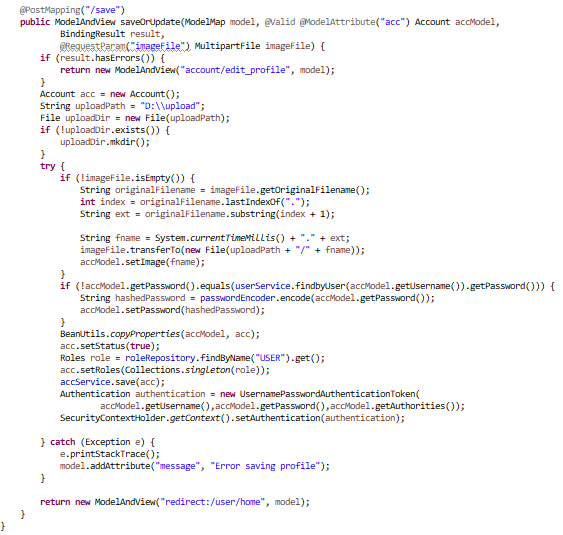 @PostMapping("/save")
public ModelAndView saveOrUpdate(ModelMap model, @Valid @ModelAttribute("acc") Account accModel,
BindingResult result,
@RequestParam("imageFile") MultipartFile imageFile) {
if (result.hasErrors()) {
return new ModelAndView("account/edit_profile", model);
}
Account acc = new Account();
String uploadPath = "D:\\upload";
File uploadDir = new File(uploadPath);
if (!uploadDir.exists()) {
uploadDir.mkdir();
}
try {
if (!imageFile.isEmpty()) {
String originalFilename = imageFile.getOriginalFilename();
int index = originalFilename.lastIndexOf(".");
String ext = originalFilename.substring(index + 1);
String fname = System.currentTimeMillis() + "." + ext;
imageFile.transferTo(new File(uploadPath + "/" + fname));
accModel.setImage(fname);
}
if (!accModel.getPassword().equals(userService.findbyUser(accModel.getUsername()).getPassword())) {
String hashedPassword = passwordEncoder.encode(accModel.getPassword());
accModel.setPassword(hashedPassword);
}
BeanUtils.copyProperties(accModel, acc);
acc.setStatus(true);
Roles role = roleRepository.findByName("USER").get();
acc.setRoles(Collections.singleton(role));
accService.save(acc);
Authentication authentication = new UsernamePasswordAuthenticationToken(
accModel.getUsername(),accModel.getPassword(),accModel.getAuthorities());
SecurityContextHolder.getContext().setAuthentication(authentication);
} catch (Exception e) {
e.printStackTrace();
model.addAttribute("message", "Error saving profile");
}
return new ModelAndView("redirect:/user/home", model);
}
}